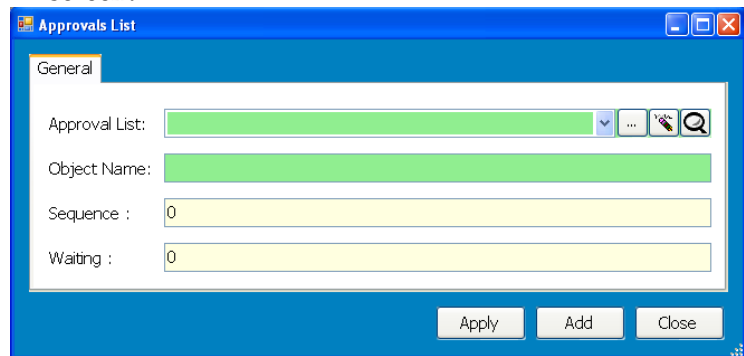 Approvals List
General
Approval List:
...
Object Name:
Sequence : 0
Waiting : 0
Apply Add Close